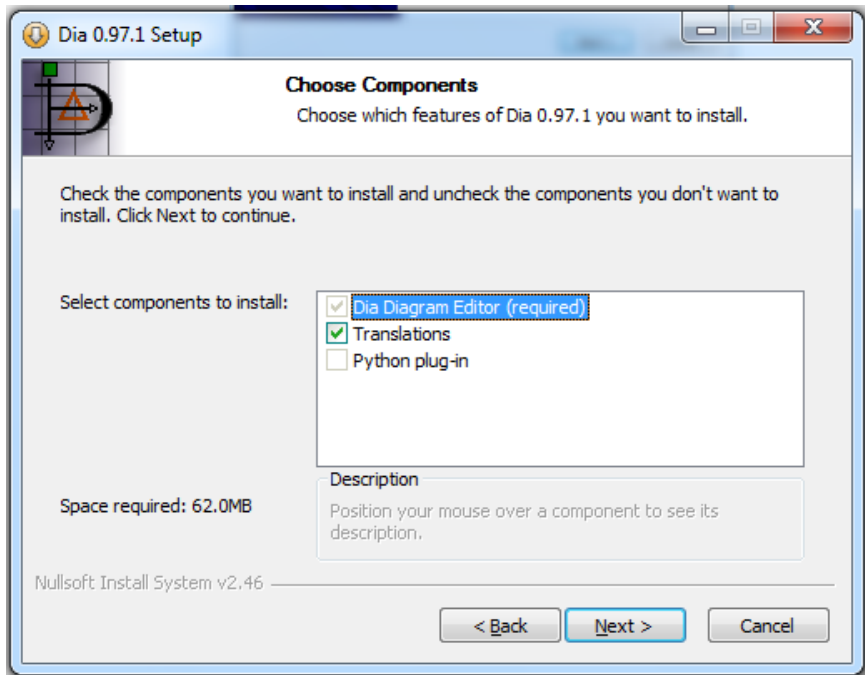 Dia 0.97.1 Setup
Choose Components
Choose which features of Dia 0.97.1 you want to install.
Check the components you want to install and uncheck the components you don't want to
install. Click Next to continue.
Select components to install:
Dia Diagram Editor (required)
Translations
Python plug-in
Space required: 62.0MB
Description
Position your mouse over a component to see its
description.
Nullsoft Install System v2.46
< Back
Next >
Cancel